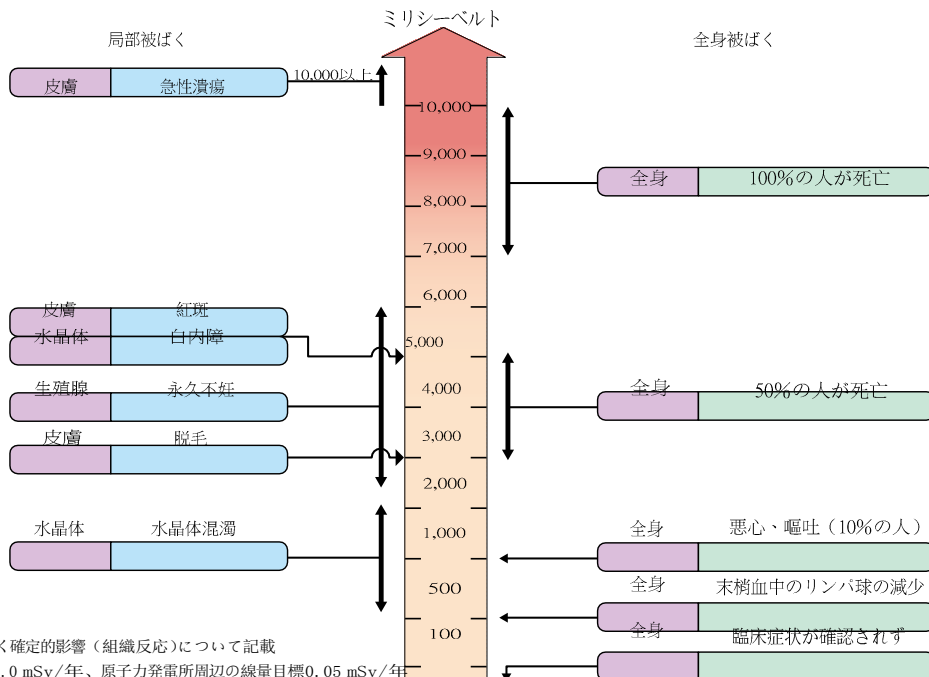 ミリシーベルト
局部被ばく
全身被ばく
皮膚 急性潰瘍
10,000以上
10,000
9,000
全身 100%の人が死亡
8,000
7,000
6,000
皮膚 紅斑
水晶体 白内障
5,000
生殖腺 永久不妊
4,000
全身 50%の人が死亡
皮膚 脱毛
3,000
2,000
水晶体 水晶体混濁
1,000
全身 悪心、嘔吐（10%の人）
500
全身 末梢血中のリンパ球の減少
100
全身 臨床症状が確認されず
く確定的影響（組織反応)について記載
.0 mSv/年、原子力発電所周辺の線量目標0.05 mSv/年